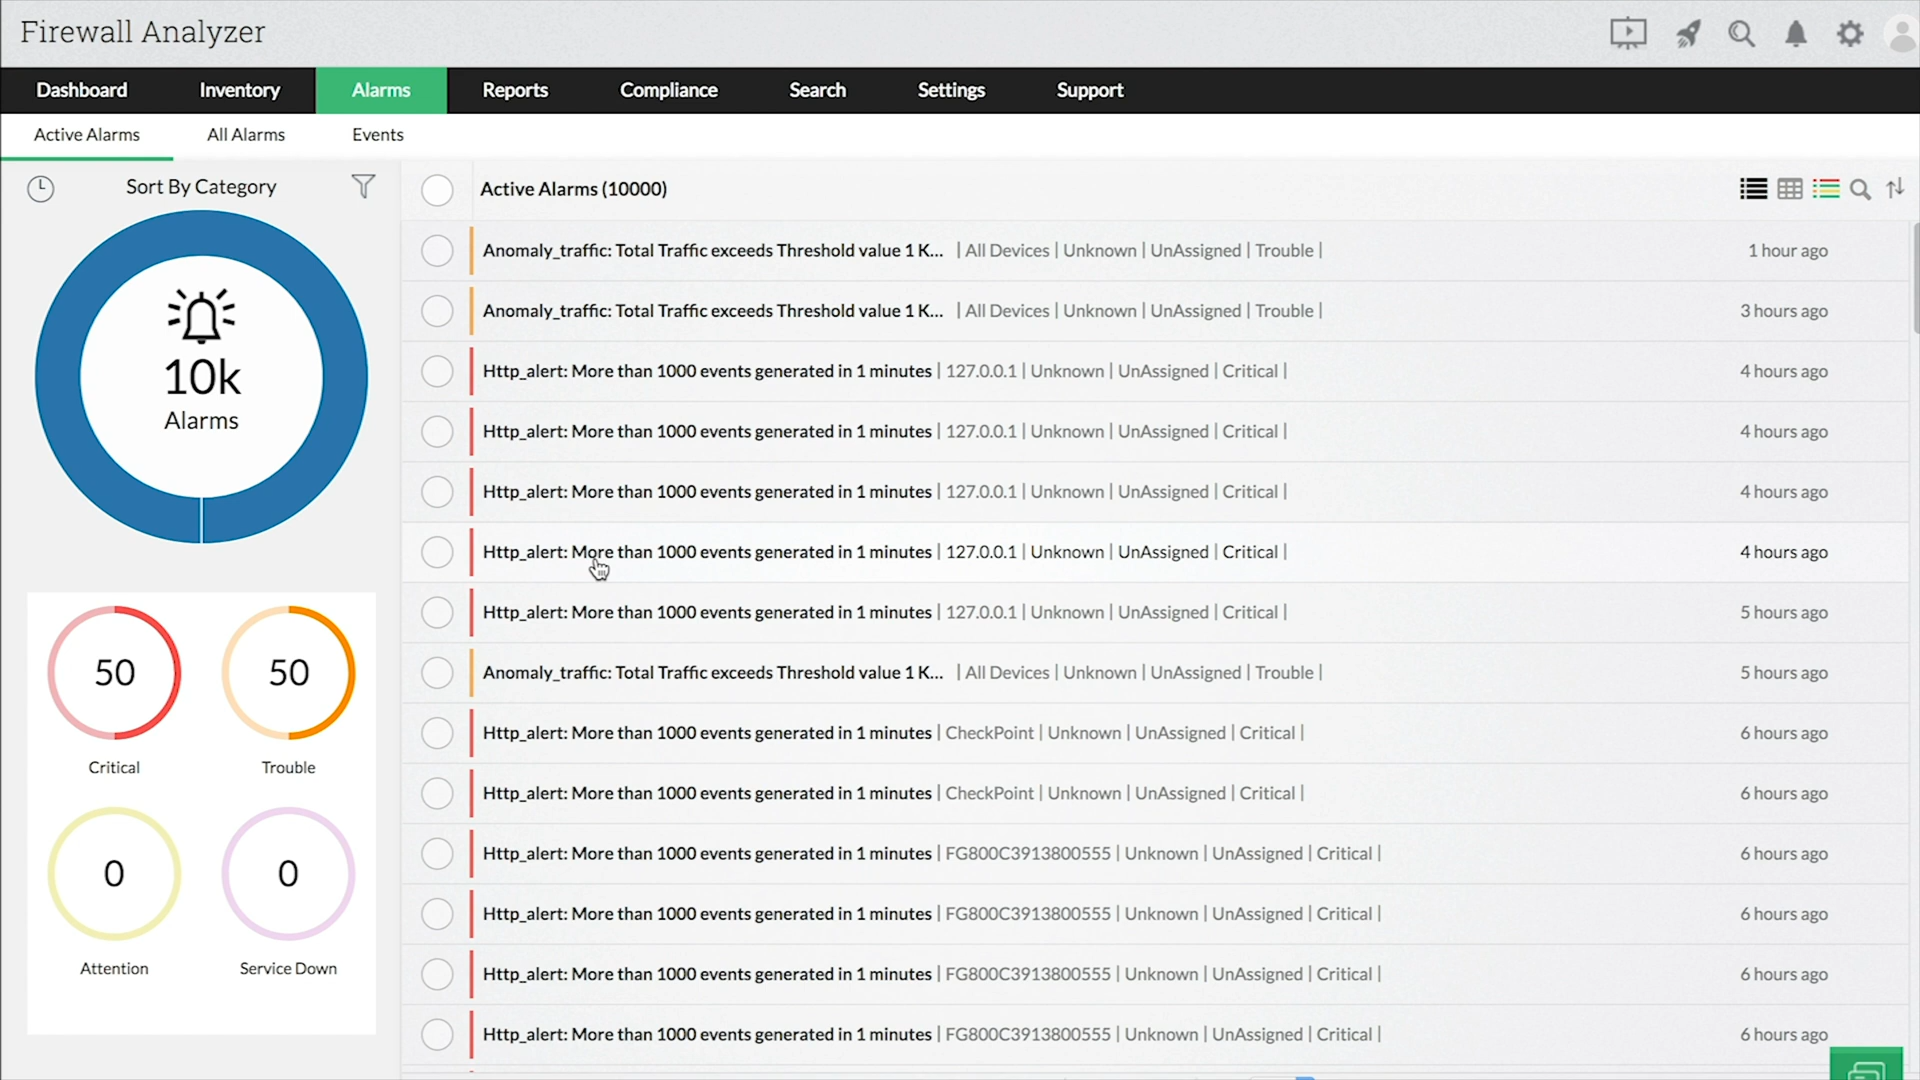 Firewall Analyzer
Dashboard Inventory Alarms Reports Compliance Search Settings Support
Active Alarms All Alarms Events
Sort By Category
10k
Alarms
50 50
Critical Trouble
0 0
Attention Service Down
Active Alarms (10000)
Anomaly_traffic: Total Traffic exceeds Threshold value 1 K... | All Devices | Unknown | UnAssigned | Trouble | 1 hour ago
Anomaly_traffic: Total Traffic exceeds Threshold value 1 K... | All Devices | Unknown | UnAssigned | Trouble | 3 hours ago
Http_alert: More than 1000 events generated in 1 minutes | 127.0.0.1 | Unknown | UnAssigned | Critical | 4 hours ago
Http_alert: More than 1000 events generated in 1 minutes | 127.0.0.1 | Unknown | UnAssigned | Critical | 4 hours ago
Http_alert: More than 1000 events generated in 1 minutes | 127.0.0.1 | Unknown | UnAssigned | Critical | 4 hours ago
Http_alert: More than 1000 events generated in 1 minutes | 127.0.0.1 | Unknown | UnAssigned | Critical | 4 hours ago
Http_alert: More than 1000 events generated in 1 minutes | 127.0.0.1 | Unknown | UnAssigned | Critical | 5 hours ago
Anomaly_traffic: Total Traffic exceeds Threshold value 1 K... | All Devices | Unknown | UnAssigned | Trouble | 5 hours ago
Http_alert: More than 1000 events generated in 1 minutes | CheckPoint | Unknown | UnAssigned | Critical | 6 hours ago
Http_alert: More than 1000 events generated in 1 minutes | CheckPoint | Unknown | UnAssigned | Critical | 6 hours ago
Http_alert: More than 1000 events generated in 1 minutes | FG800C3913800555 | Unknown | UnAssigned | Critical | 6 hours ago
Http_alert: More than 1000 events generated in 1 minutes | FG800C3913800555 | Unknown | UnAssigned | Critical | 6 hours ago
Http_alert: More than 1000 events generated in 1 minutes | FG800C3913800555 | Unknown | UnAssigned | Critical | 6 hours ago
Http_alert: More than 1000 events generated in 1 minutes | FG800C3913800555 | Unknown | UnAssigned | Critical | 6 hours ago